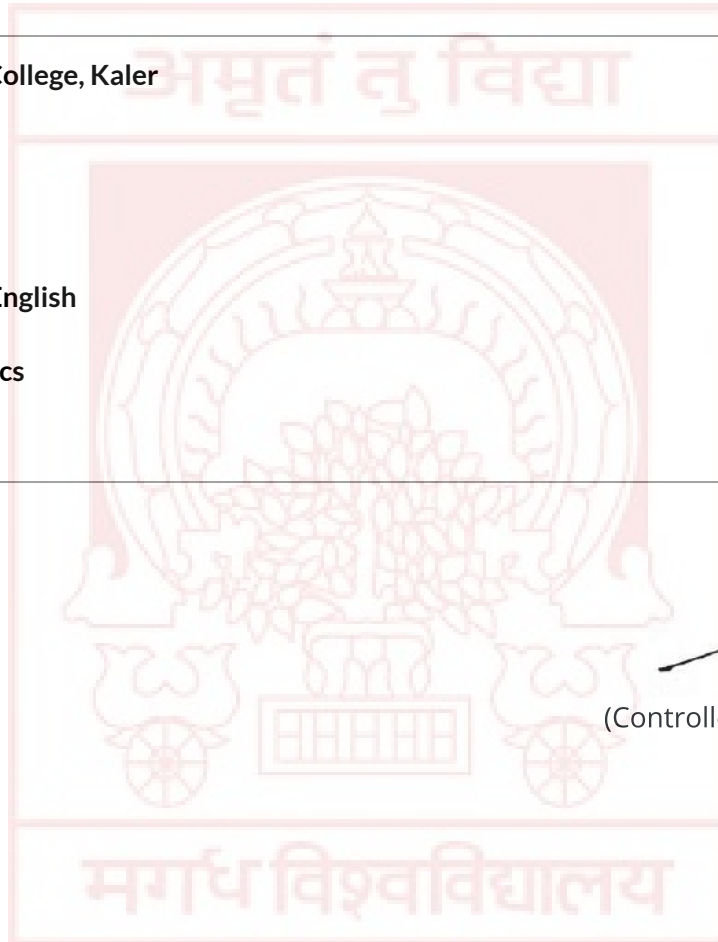 अमृतं तु विद्या
College, Kaler
English
cs
(Controll
मगध विश्वविद्यालय